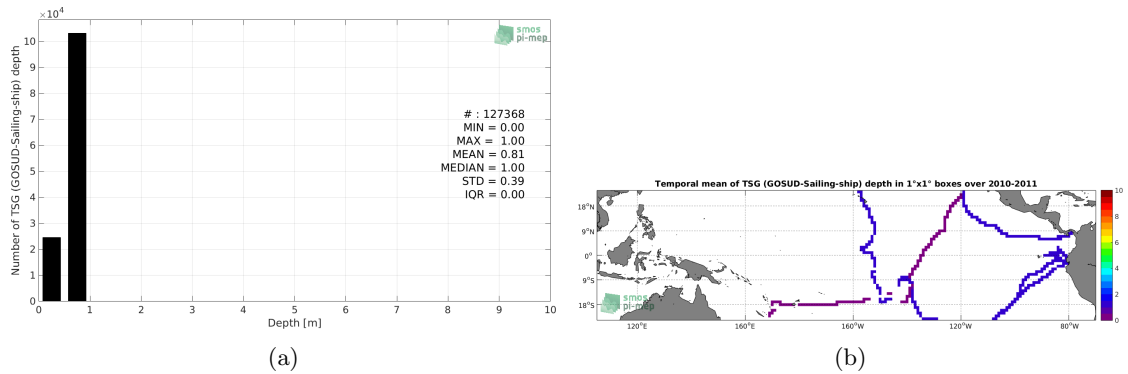 ×10⁴
10
9
8
7
6
5
4
3
2
1
0
Number of TSG (GOSUD-Sailing-ship) depth
smos
pi-mep
# : 127368
MIN = 0.00
MAX = 1.00
MEAN = 0.81
MEDIAN = 1.00
STD = 0.39
IQR = 0.00
0 1 2 3 4 5 6 7 8 9 10
Depth [m]
(a)
Temporal mean of TSG (GOSUD-Sailing-ship) depth in 1°x1° boxes over 2010-2011
18°N
9°N
0°
9°S
18°S
smos
pi-mep
120°E 160°E 160°W 120°W 80°W
10
8
6
4
2
0
(b)